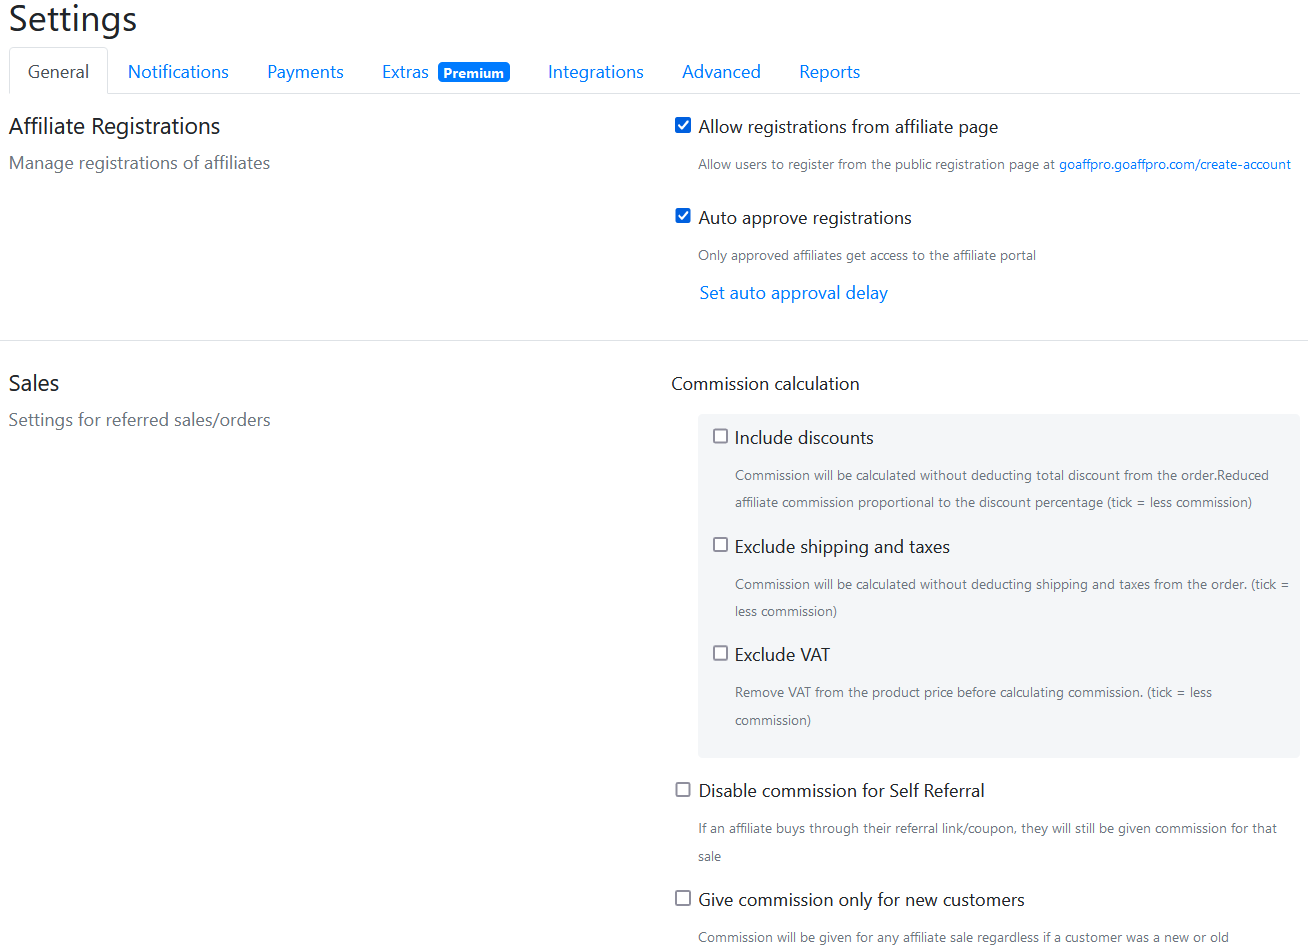 Settings
General Notifications Payments Extras Premium Integrations Advanced Reports
Affiliate Registrations
Manage registrations of affiliates
Allow registrations from affiliate page
Allow users to register from the public registration page at goaffpro.goaffpro.com/create-account
Auto approve registrations
Only approved affiliates get access to the affiliate portal
Set auto approval delay
Sales
Settings for referred sales/orders
Commission calculation
Include discounts
Commission will be calculated without deducting total discount from the order.Reduced
affiliate commission proportional to the discount percentage (tick = less commission)
Exclude shipping and taxes
Commission will be calculated without deducting shipping and taxes from the order. (tick =
less commission)
Exclude VAT
Remove VAT from the product price before calculating commission. (tick = less
commission)
Disable commission for Self Referral
If an affiliate buys through their referral link/coupon, they will still be given commission for that
sale
Give commission only for new customers
Commission will be given for any affiliate sale regardless if a customer was a new or old